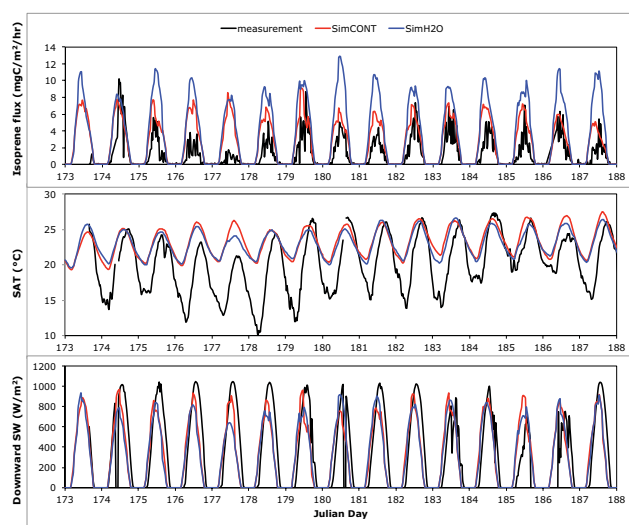 measurement SimCONT SimH2O
Isoprene flux (mgC/m²/hr)
14
12
10
8
6
4
2
0
173 174 175 176 177 178 179 180 181 182 183 184 185 186 187 188
SAT (°C)
30
25
20
15
10
173 174 175 176 177 178 179 180 181 182 183 184 185 186 187 188
Downward SW (W/m²)
1200
1000
800
600
400
200
0
173 174 175 176 177 178 179 180 181 182 183 184 185 186 187 188
Julian Day